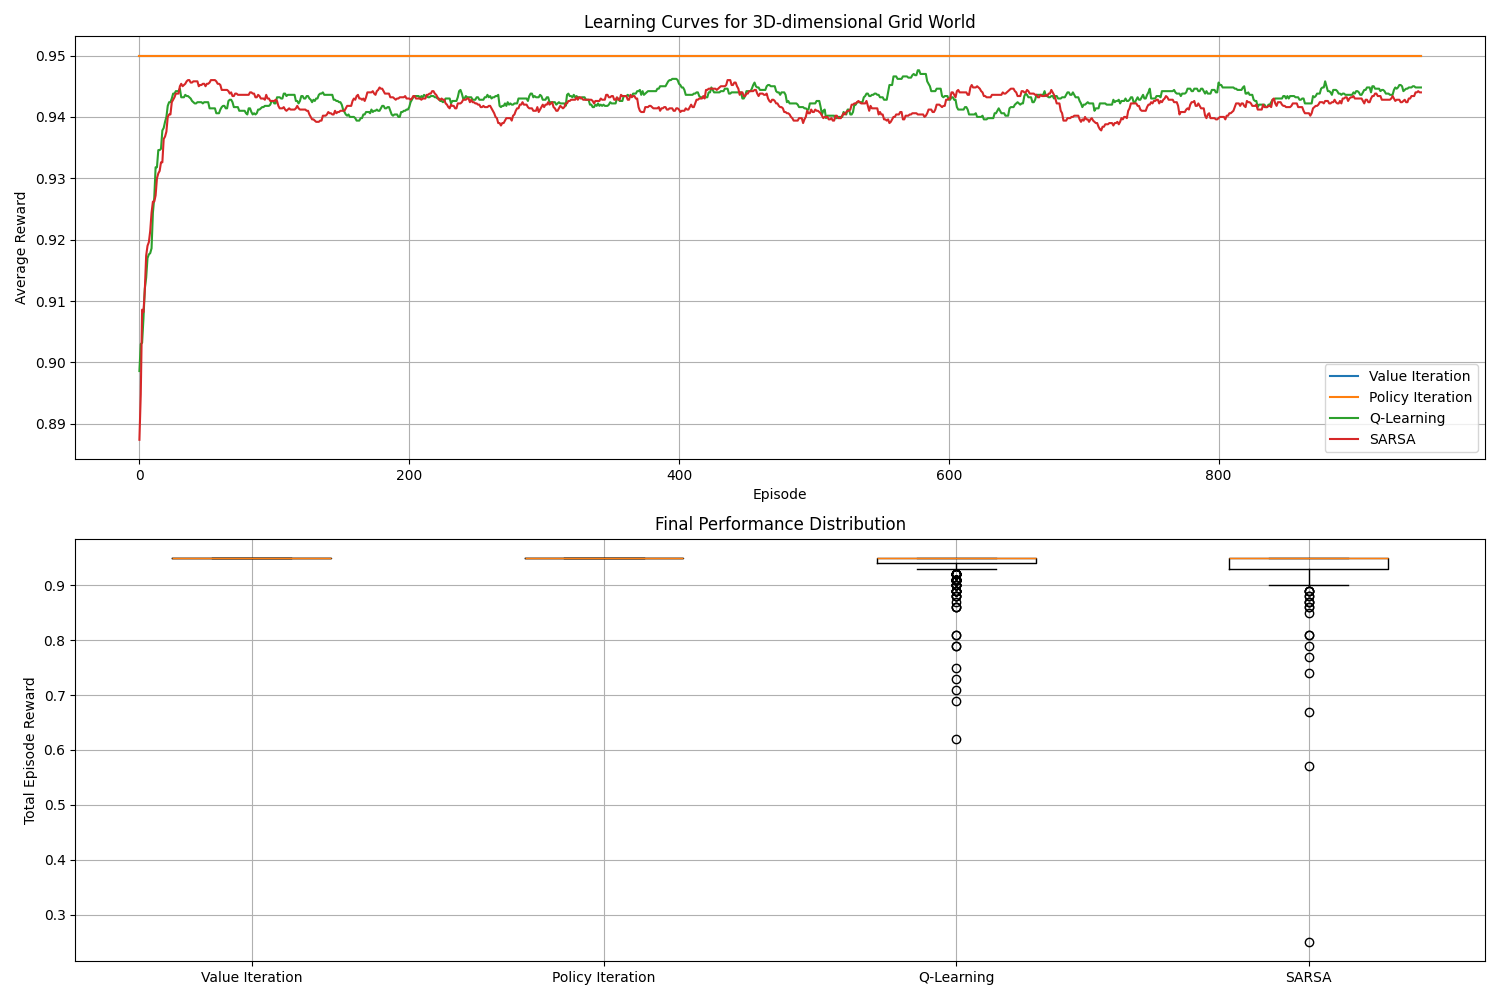 Learning Curves for 3D-dimensional Grid World
Average Reward
0.95
0.94
0.93
0.92
0.91
0.90
0.89
Value Iteration
Policy Iteration
Q-Learning
SARSA
0 200 400 600 800
Episode
Final Performance Distribution
Total Episode Reward
0.9
0.8
0.7
0.6
0.5
0.4
0.3
Value Iteration Policy Iteration Q-Learning SARSA